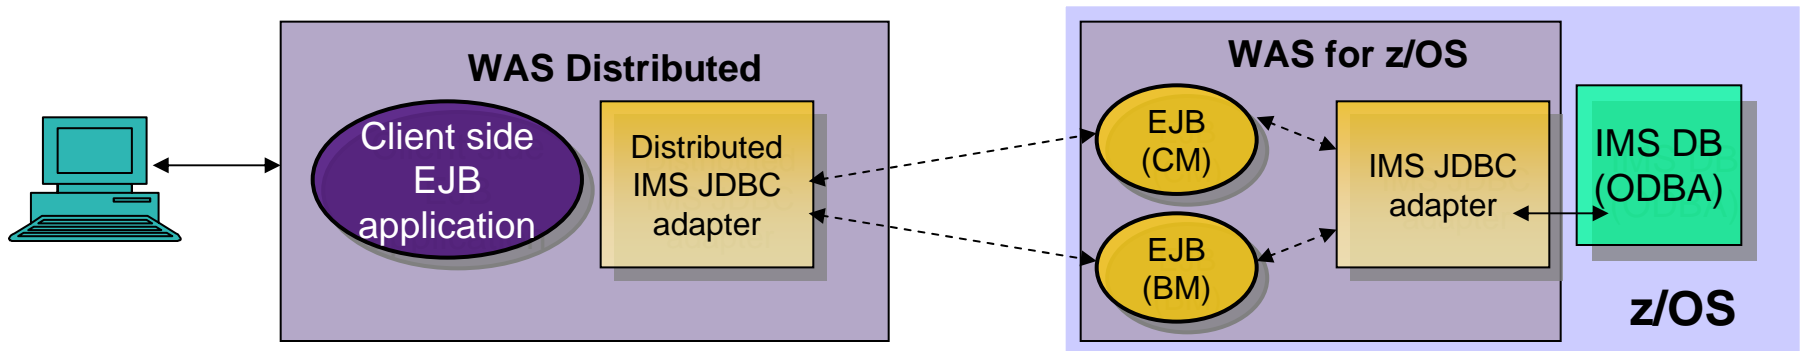 WAS Distributed
Client side
EJB
application
Distributed
IMS JDBC
adapter
WAS for z/OS
EJB
(CM)
EJB
(BM)
IMS JDBC
adapter
IMS DB
(ODBA)
z/OS